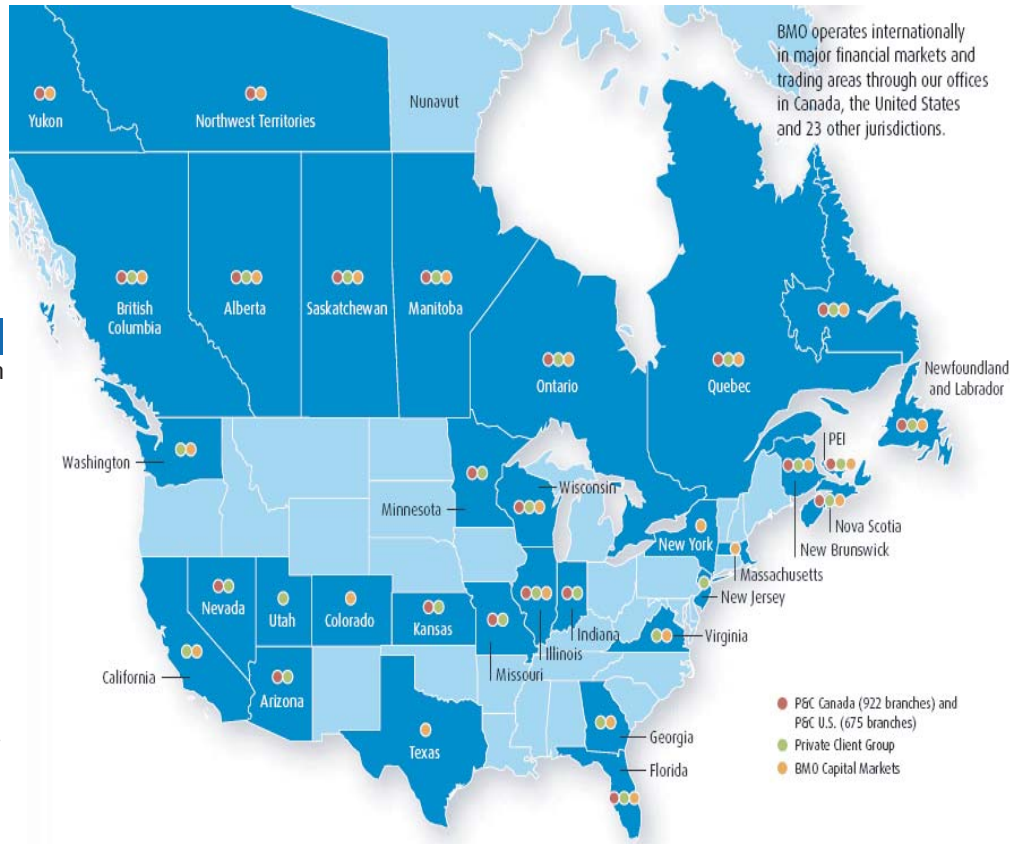 BMO operates internationally
in major financial markets and
trading areas through our offices
in Canada, the United States
and 23 other jurisdictions.
Nunavut
Yukon
Northwest Territories
British
Columbia
Alberta
Saskatchewan
Manitoba
Ontario
Quebec
Newfoundland
and Labrador
PEI
Nova Scotia
New Brunswick
Washington
Minnesota
Wisconsin
New York
Massachusetts
New Jersey
Nevada
Utah
Colorado
Kansas
Indiana
Illinois
Missouri
Virginia
California
Arizona
Texas
Georgia
Florida
P&C Canada (922 branches) and
P&C U.S. (675 branches)
Private Client Group
BMO Capital Markets